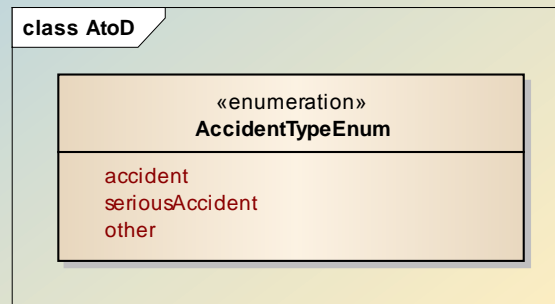 class AtoD
«enumeration»
AccidentTypeEnum
accident
seriousAccident
other